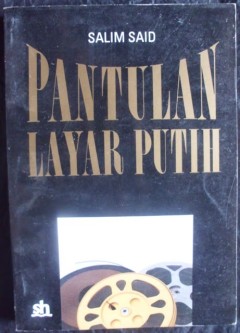 SALIM SAID
PANTULAN
LAYAR PUTIH
sh